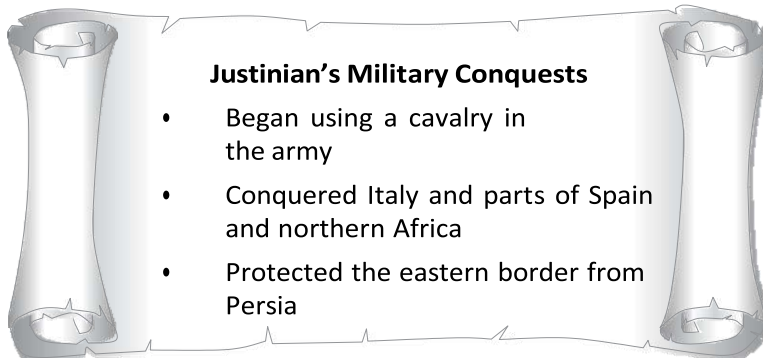 Justinian’s Military Conquests
• Began using a cavalry in
the army
• Conquered Italy and parts of Spain
and northern Africa
• Protected the eastern border from
Persia